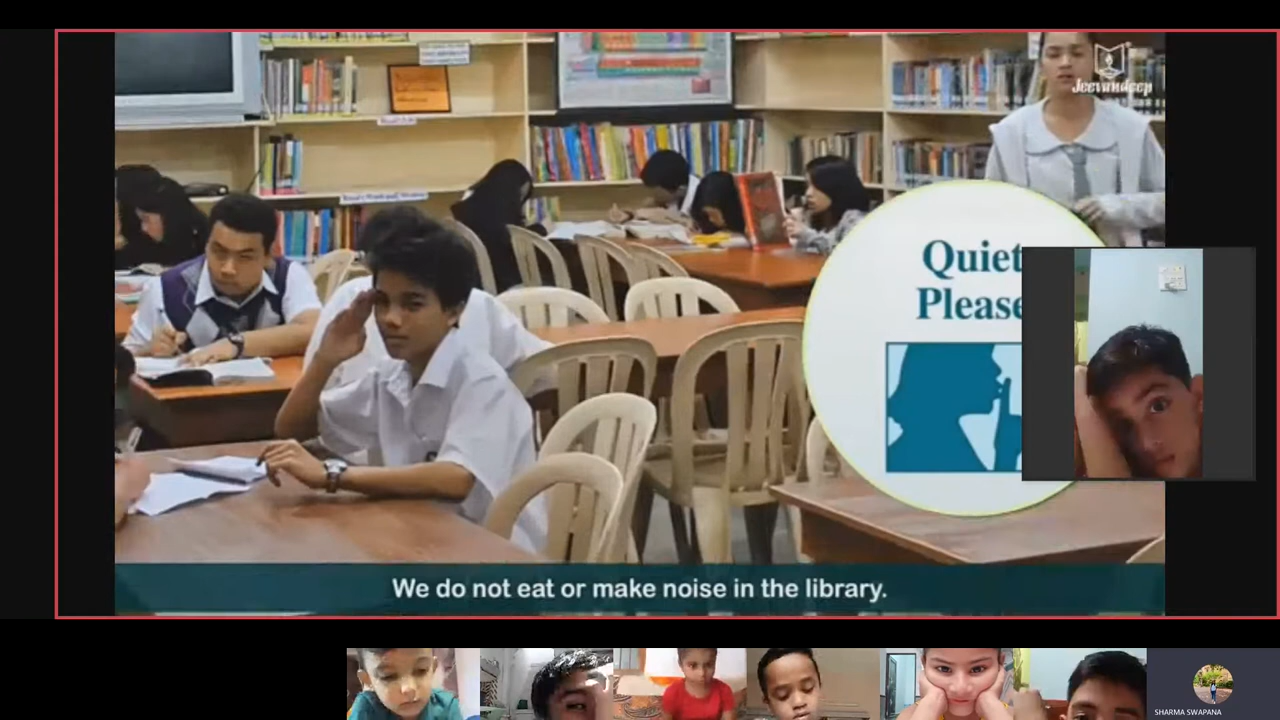 Jeevandeep
Quiet
Please
We do not eat or make noise in the library.
SHARMA SWAPANA